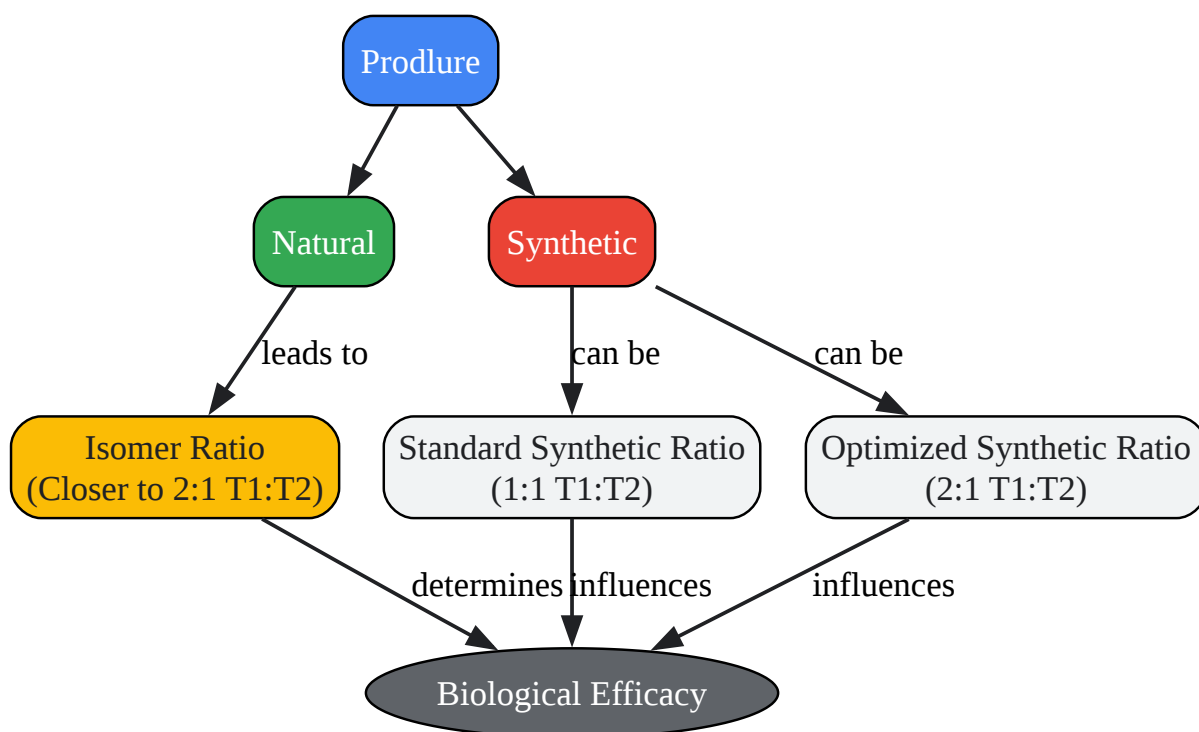 Prodlure
Natural
Synthetic
leads to
can be
can be
Isomer Ratio
(Closer to 2:1 T1:T2)
Standard Synthetic Ratio
(1:1 T1:T2)
Optimized Synthetic Ratio
(2:1 T1:T2)
determines
influences
influences
Biological Efficacy